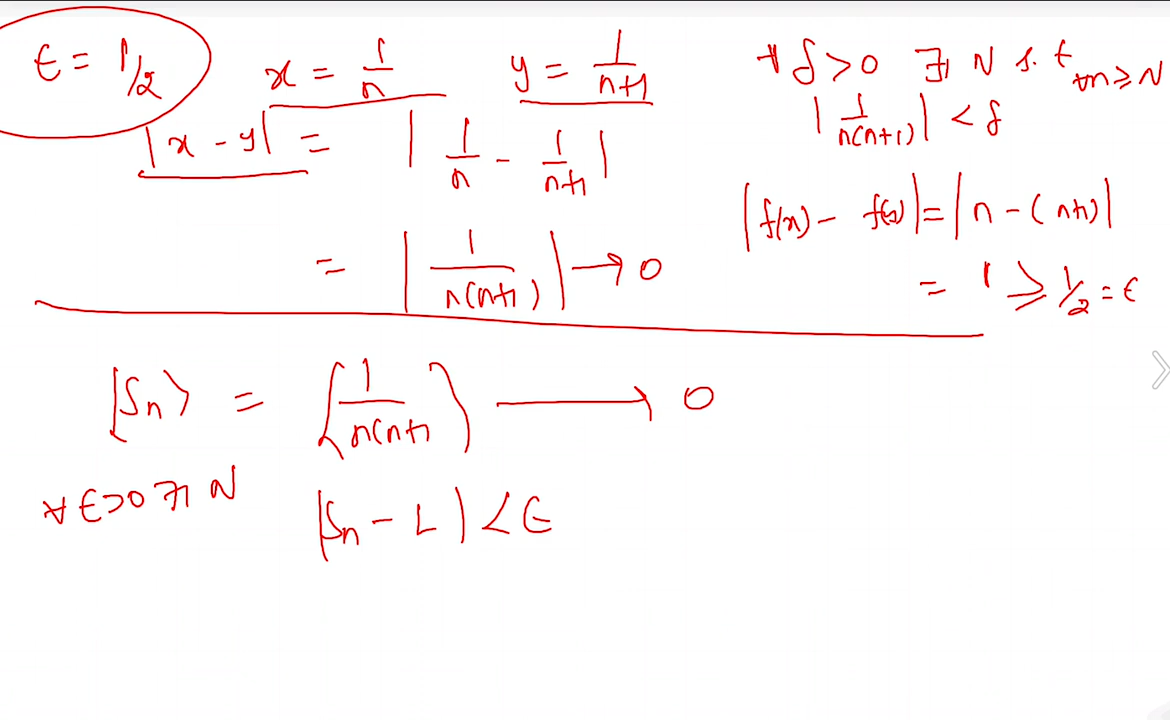 ϵ = 1/2    x = 1/n    y = 1/(n+1)
|x - y| = | 1/n - 1/(n+1) |
= | 1/(n(n+1)) | → 0
∀ δ > 0 ∃ N s.t ∀ n ≥ N
| 1/(n(n+1)) | < δ
| f(x) - f(y) | = | n - (n+1) |
= 1 ≥ 1/2 = ϵ
⟨Sn⟩ = ⟨ 1/(n(n+1) ⟩ ⟶ 0
∀ ϵ > 0 ∃ N    |Sn - L| < ϵ